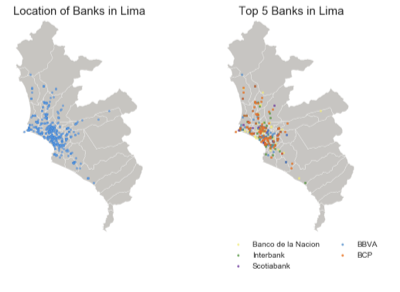 Location of Banks in Lima
Top 5 Banks in Lima
Banco de la Nacion
BBVA
Interbank
BCP
Scotiabank